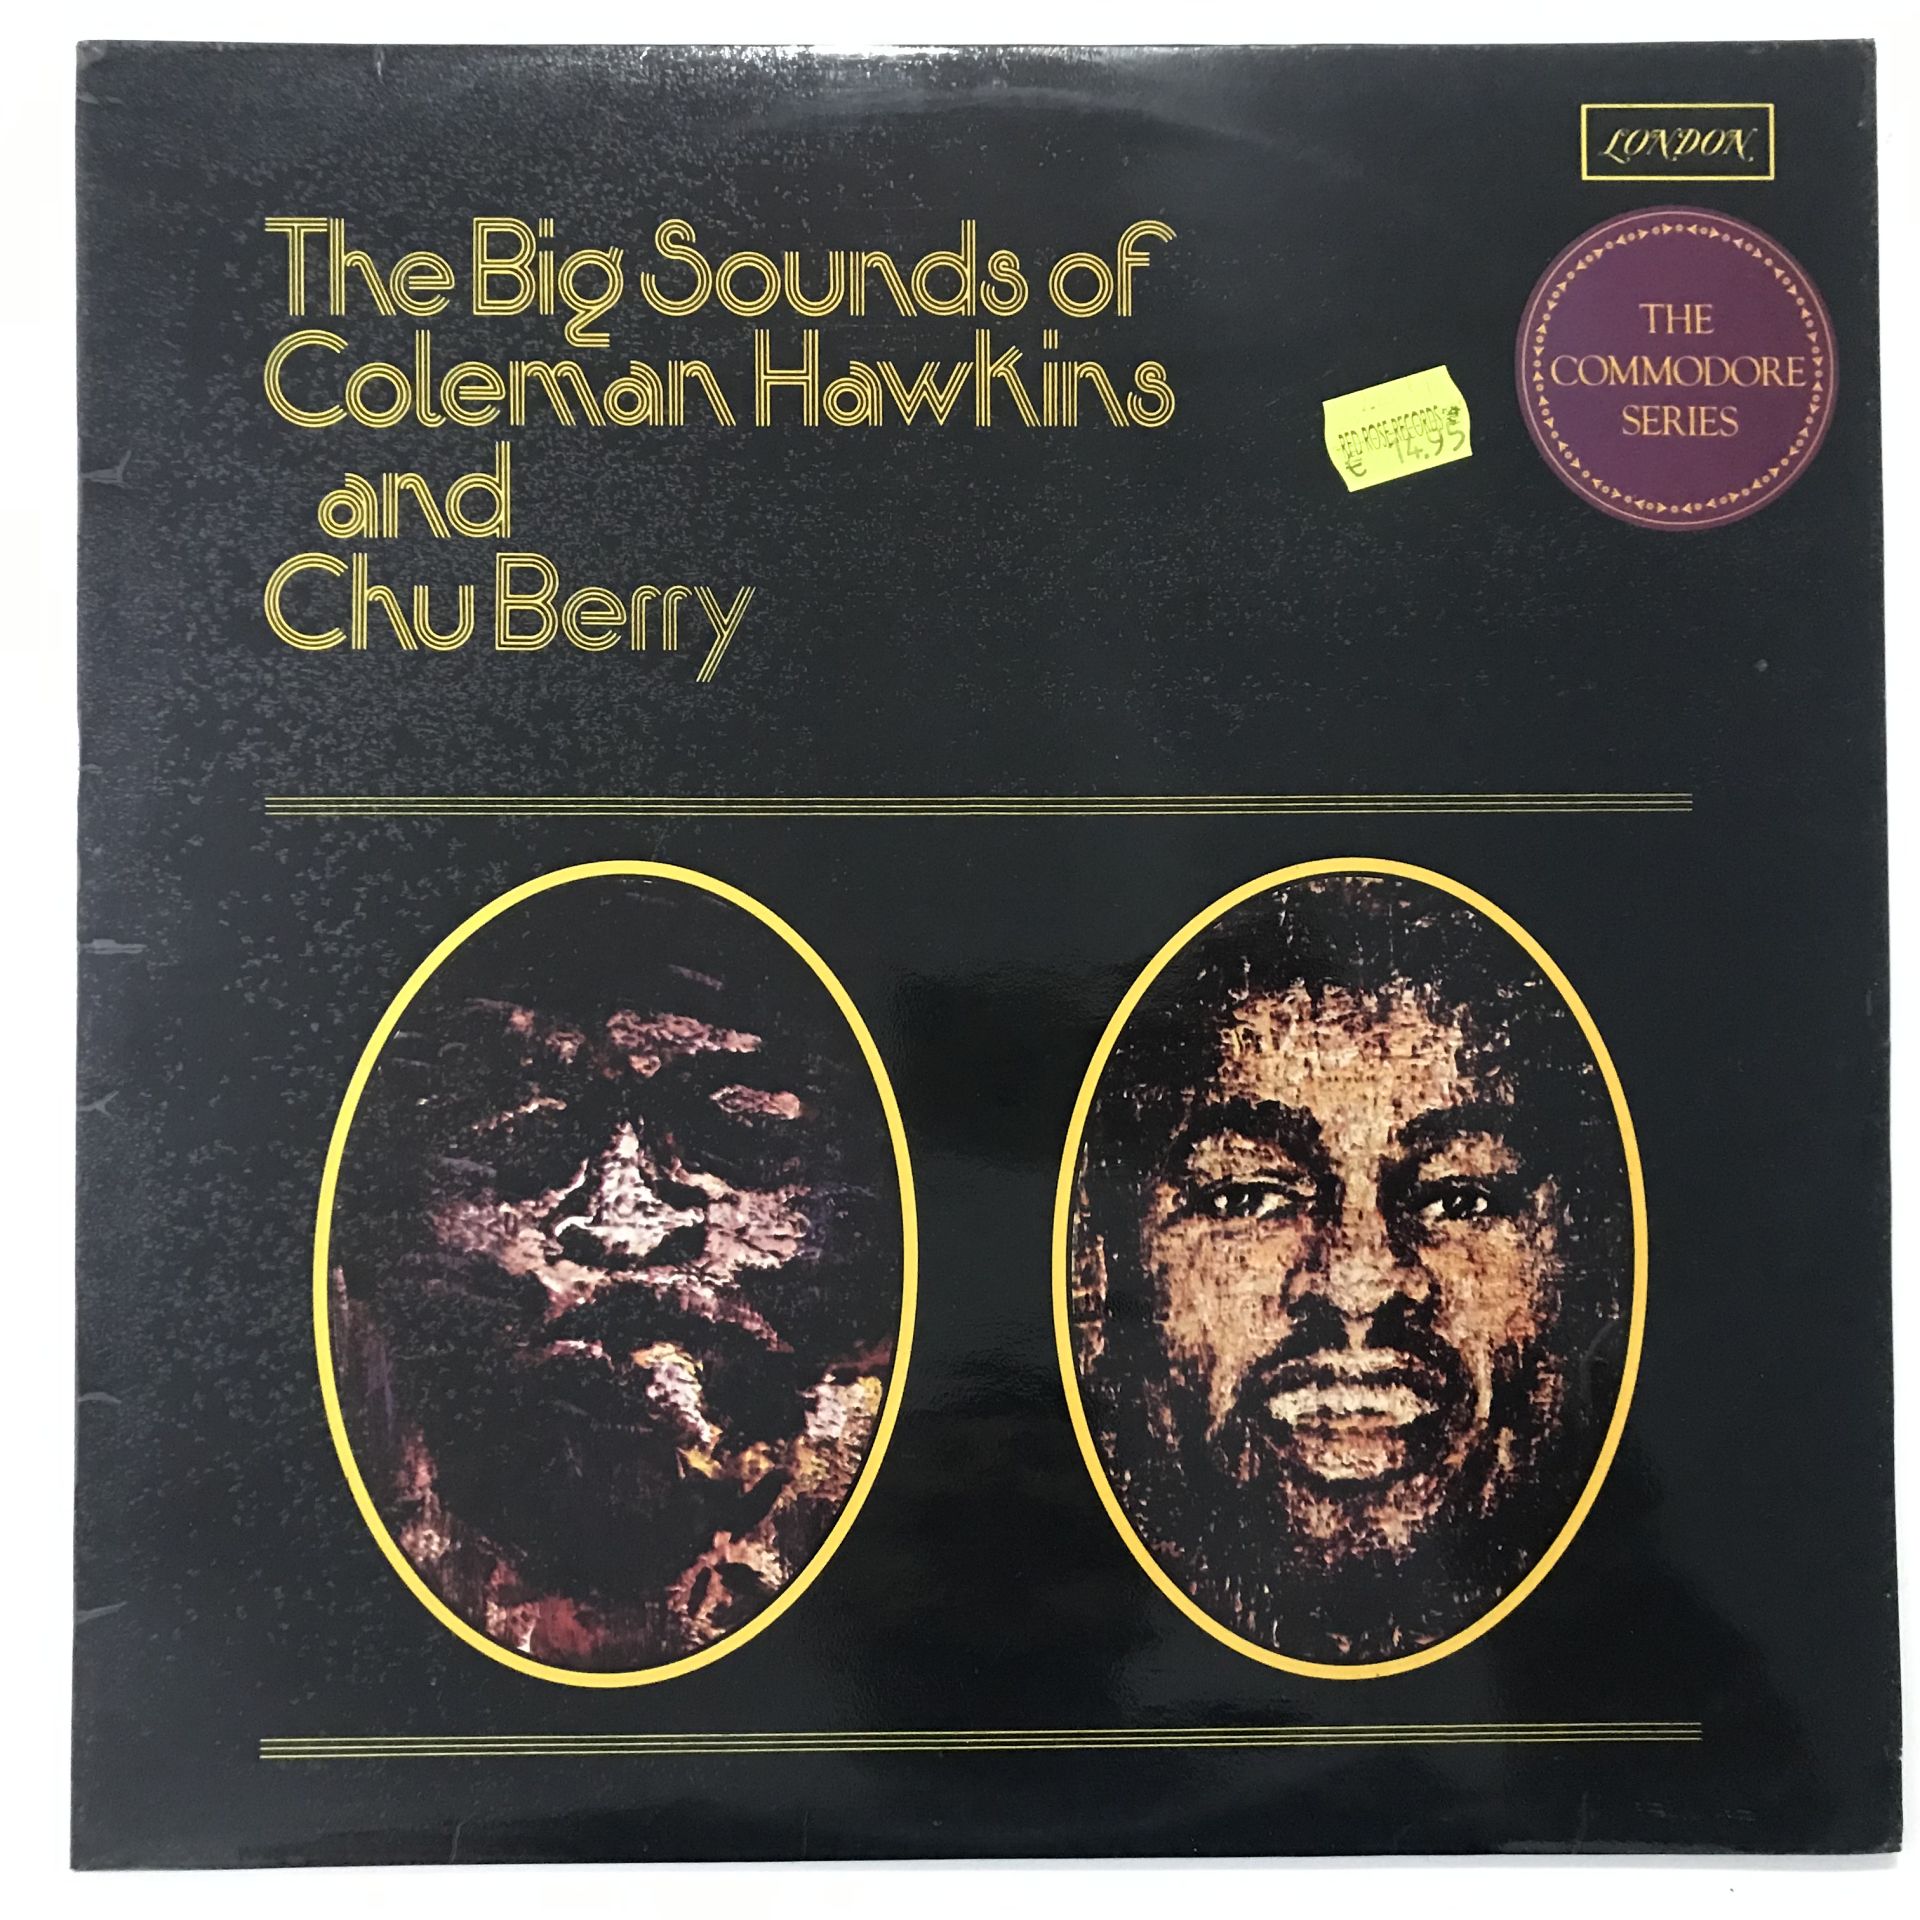 LONDON
The Big Sounds of
Coleman Hawkins
and
Chu Berry
THE
COMMODORE
SERIES
RED ROSE RECORDS
€ 14.95